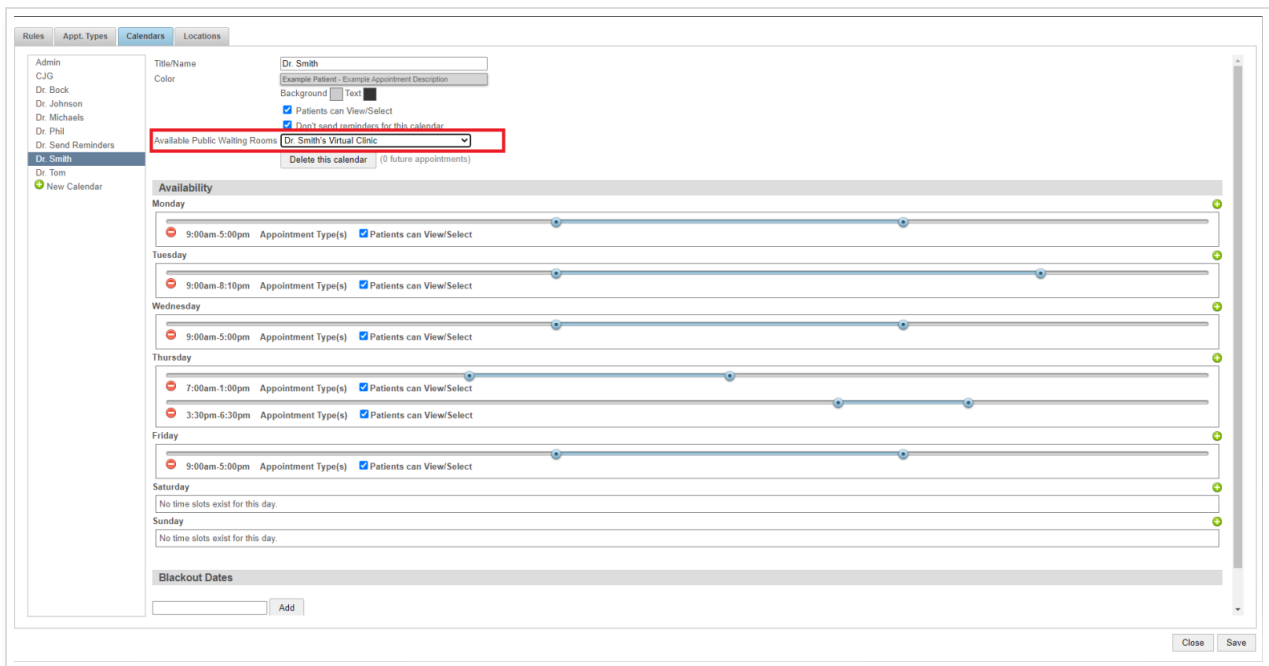 Rules Appt. Types Calendars Locations
Admin
CJG
Dr. Bock
Dr. Johnson
Dr. Michaels
Dr. Phil
Dr. Send Reminders
Dr. Smith
Dr. Tom
New Calendar
Title/Name Dr. Smith
Color Example Patient - Example Appointment Description
Background Text
Patients can View/Select
Don't send reminders for this calendar
Available Public Waiting Rooms Dr. Smith's Virtual Clinic
Delete this calendar (0 future appointments)
Availability
Monday
9:00am-5:00pm Appointment Type(s) Patients can View/Select
Tuesday
9:00am-8:10pm Appointment Type(s) Patients can View/Select
Wednesday
9:00am-5:00pm Appointment Type(s) Patients can View/Select
Thursday
7:00am-1:00pm Appointment Type(s) Patients can View/Select
3:30pm-6:30pm Appointment Type(s) Patients can View/Select
Friday
9:00am-5:00pm Appointment Type(s) Patients can View/Select
Saturday
No time slots exist for this day.
Sunday
No time slots exist for this day.
Blackout Dates
Add
Close Save